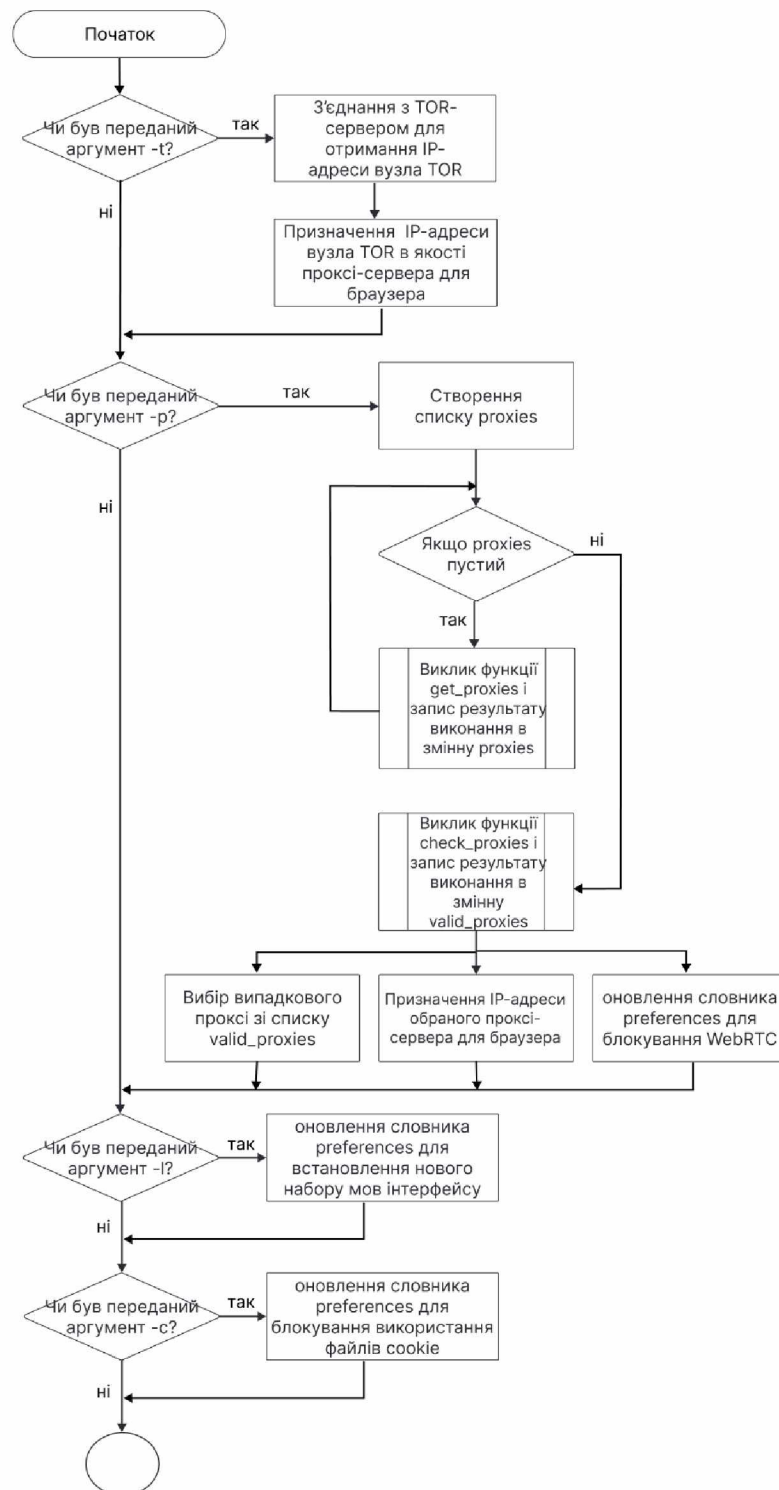 Початок
Чи був переданий
аргумент -t?
так
З'єднання з TOR-
сервером для
отримання IP-
адреси вузла TOR
ні
Призначення IP-адреси
вузла TOR в якості
проксі-сервера для
браузера
Чи був переданий
аргумент -p?
так
Створення
списку proxies
ні
Якщо proxies
пустий
ні
так
Виклик функції
get_proxies і
запис результату
виконання в
змінну proxies
Виклик функції
check_proxies і
запис результату
виконання в
змінну
valid_proxies
Вибір випадкового
проксі зі списку
valid_proxies
Призначення IP-адреси
обраного проксі-
сервера для браузера
оновлення словника
preferences для
блокування WebRTC
Чи був переданий
аргумент -l?
так
оновлення словника
preferences для
встановлення нового
набору мов інтерфейсу
ні
Чи був переданий
аргумент -c?
так
оновлення словника
preferences для
блокування використання
файлів cookie
ні